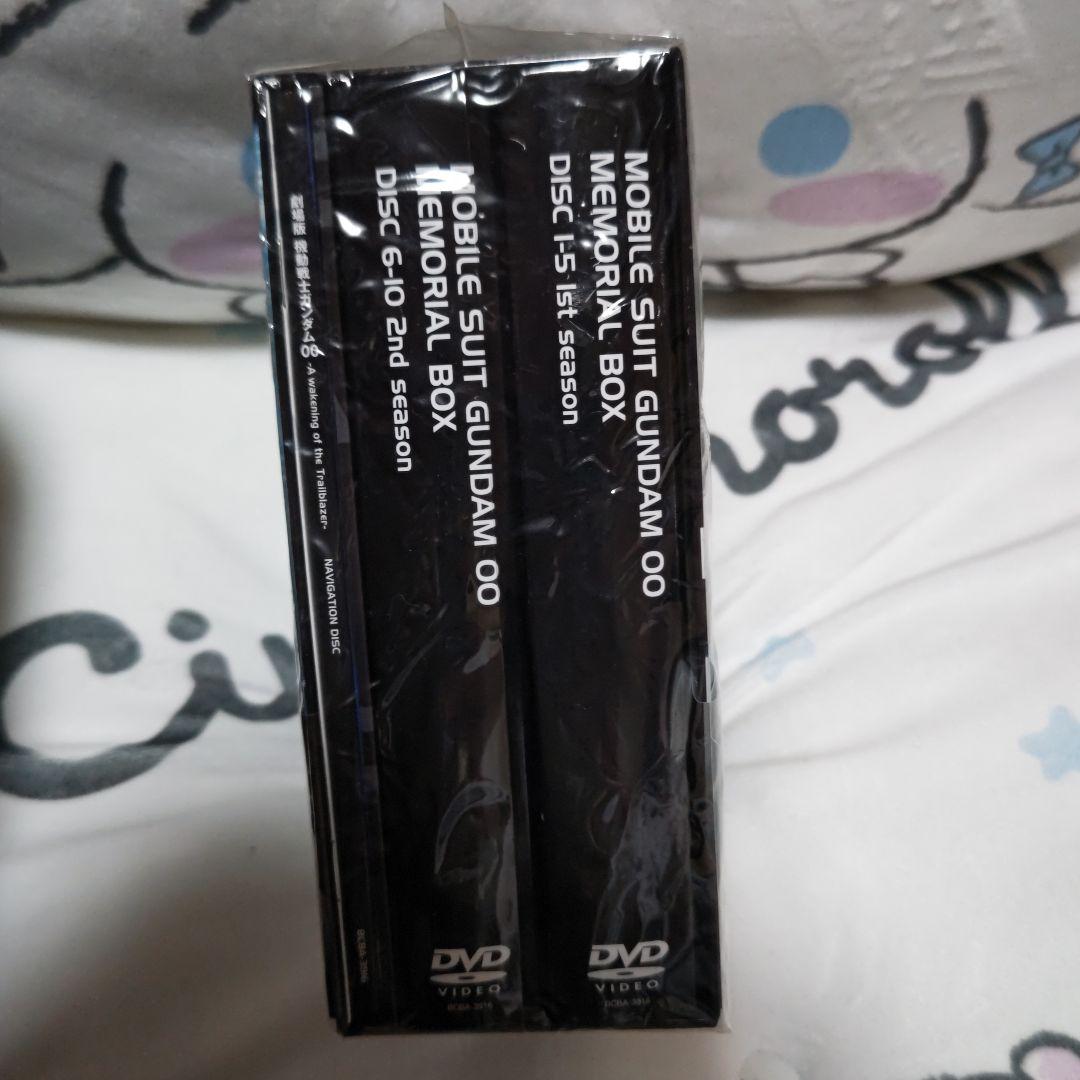 MOBILE SUIT GUNDAM 00
MEMORIAL BOX
DISC 1-5 1st season
DVD
VIDEO
MOBILE SUIT GUNDAM 00
MEMORIAL BOX
DISC 6-10 2nd season
DVD
VIDEO
劇場版 機動戦士ガンダム00 -A wakening of the Trailblazer-
NAVIGATION DISC
Ci